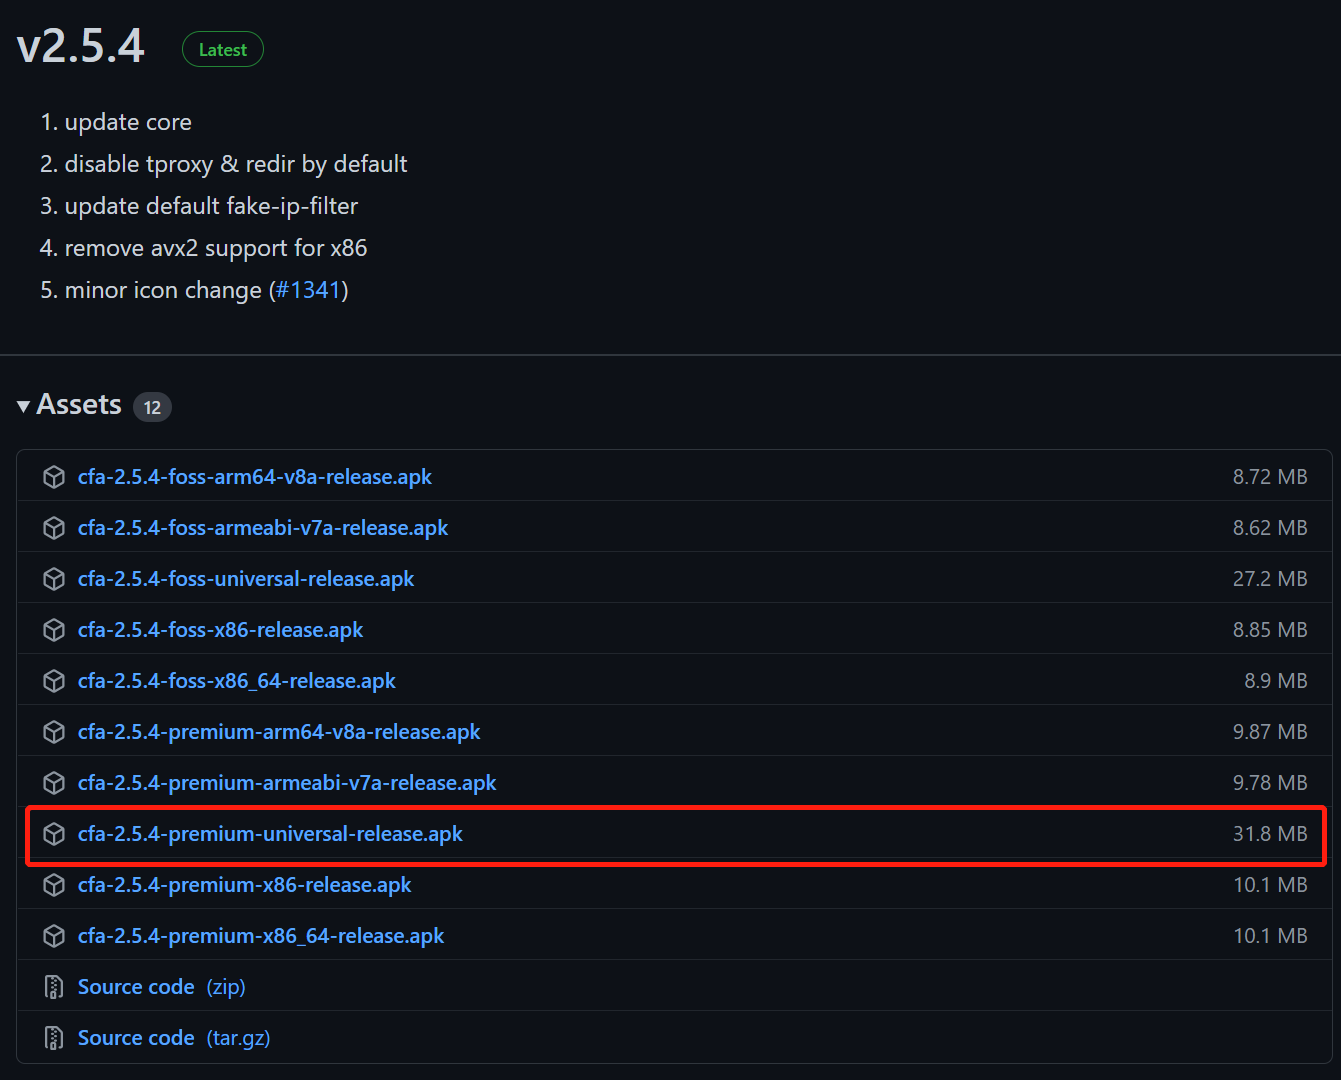 v2.5.4 Latest
1. update core
2. disable tproxy & redir by default
3. update default fake-ip-filter
4. remove avx2 support for x86
5. minor icon change (#1341)
Assets 12
cfa-2.5.4-foss-arm64-v8a-release.apk 8.72 MB
cfa-2.5.4-foss-armeabi-v7a-release.apk 8.62 MB
cfa-2.5.4-foss-universal-release.apk 27.2 MB
cfa-2.5.4-foss-x86-release.apk 8.85 MB
cfa-2.5.4-foss-x86_64-release.apk 8.9 MB
cfa-2.5.4-premium-arm64-v8a-release.apk 9.87 MB
cfa-2.5.4-premium-armeabi-v7a-release.apk 9.78 MB
cfa-2.5.4-premium-universal-release.apk 31.8 MB
cfa-2.5.4-premium-x86-release.apk 10.1 MB
cfa-2.5.4-premium-x86_64-release.apk 10.1 MB
Source code (zip)
Source code (tar.gz)